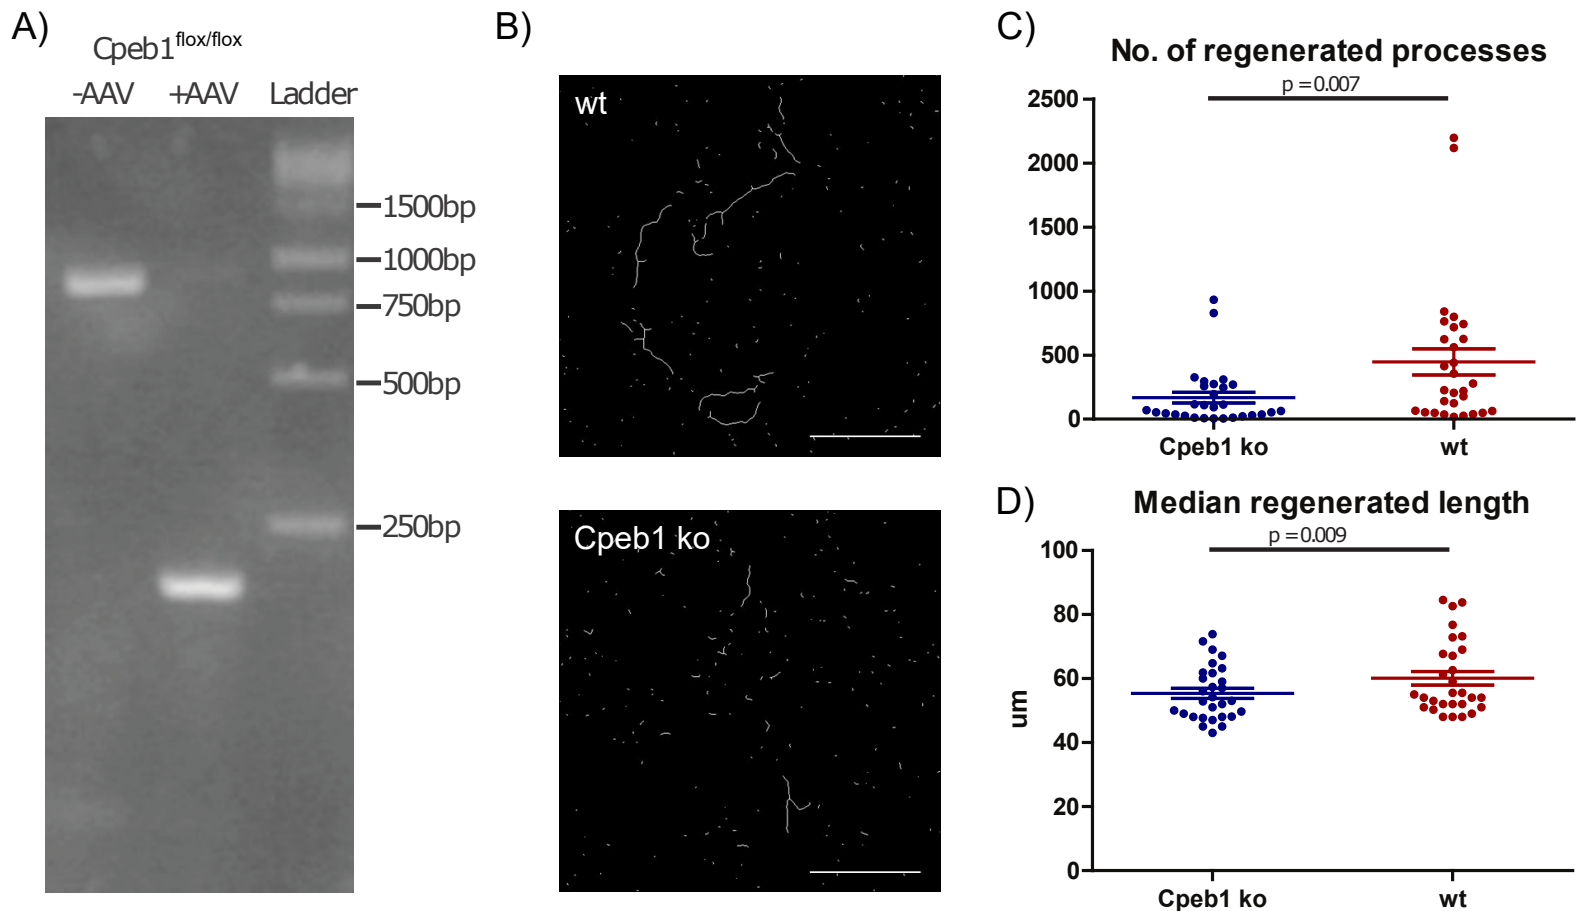 A)
Cpeb1flox/flox
-AAV +AAV Ladder
1500bp
1000bp
750bp
500bp
250bp
B)
wt
Cpeb1 ko
C)
No. of regenerated processes
p = 0.007
2500
2000
1500
1000
500
0
Cpeb1 ko wt
D)
Median regenerated length
p = 0.009
um
100
80
60
40
20
0
Cpeb1 ko wt